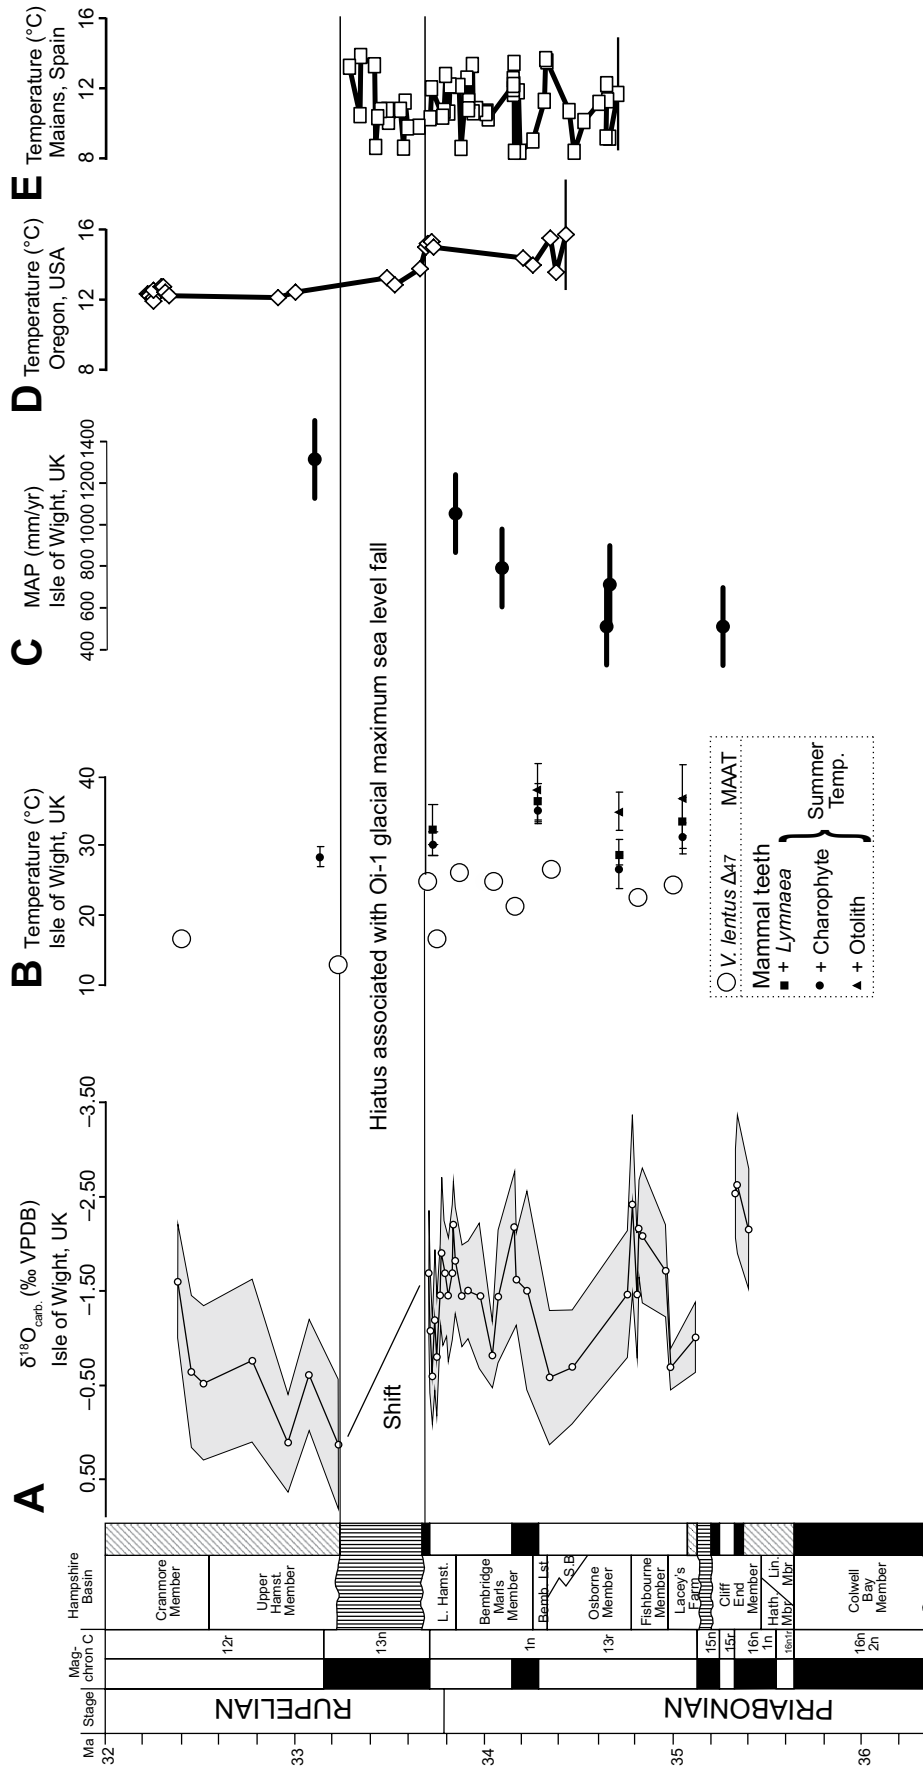 A
δ¹⁸Ocarb. (‰ VPDB)
Isle of Wight, UK
0.50
−0.50
−1.50
−2.50
−3.50
Shift
B
Temperature (°C)
Isle of Wight, UK
10
20
30
40
V. lentus Δ47
MAAT
Mammal teeth
+ Lymnaea
+ Charophyte
+ Otolith
Summer
Temp.
Hiatus associated with Oi-1 glacial maximum sea level fall
C
MAP (mm/yr)
Isle of Wight, UK
400
600
800
1000
1200
1400
D
Temperature (°C)
Oregon, USA
8
12
16
E
Temperature (°C)
Maians, Spain
8
12
16
Ma
Stage
Mag-
chron
C
Hampshire
Basin
32
33
34
35
36
RUPELIAN
PRIABONIAN
12r
13n
1n
13r
15n
15r
16n
1n
16n1r
16n
2n
Cranmore
Member
Upper
Hamst.
Member
L. Hamst.
Bembridge
Marls
Member
Bemb. Lst.
S.B
Osborne
Member
Fishbourne
Member
Lacey's
Farm
Cliff
End
Member
Hath.
Mbr
Lin.
Mbr
Colwell
Bay
Member